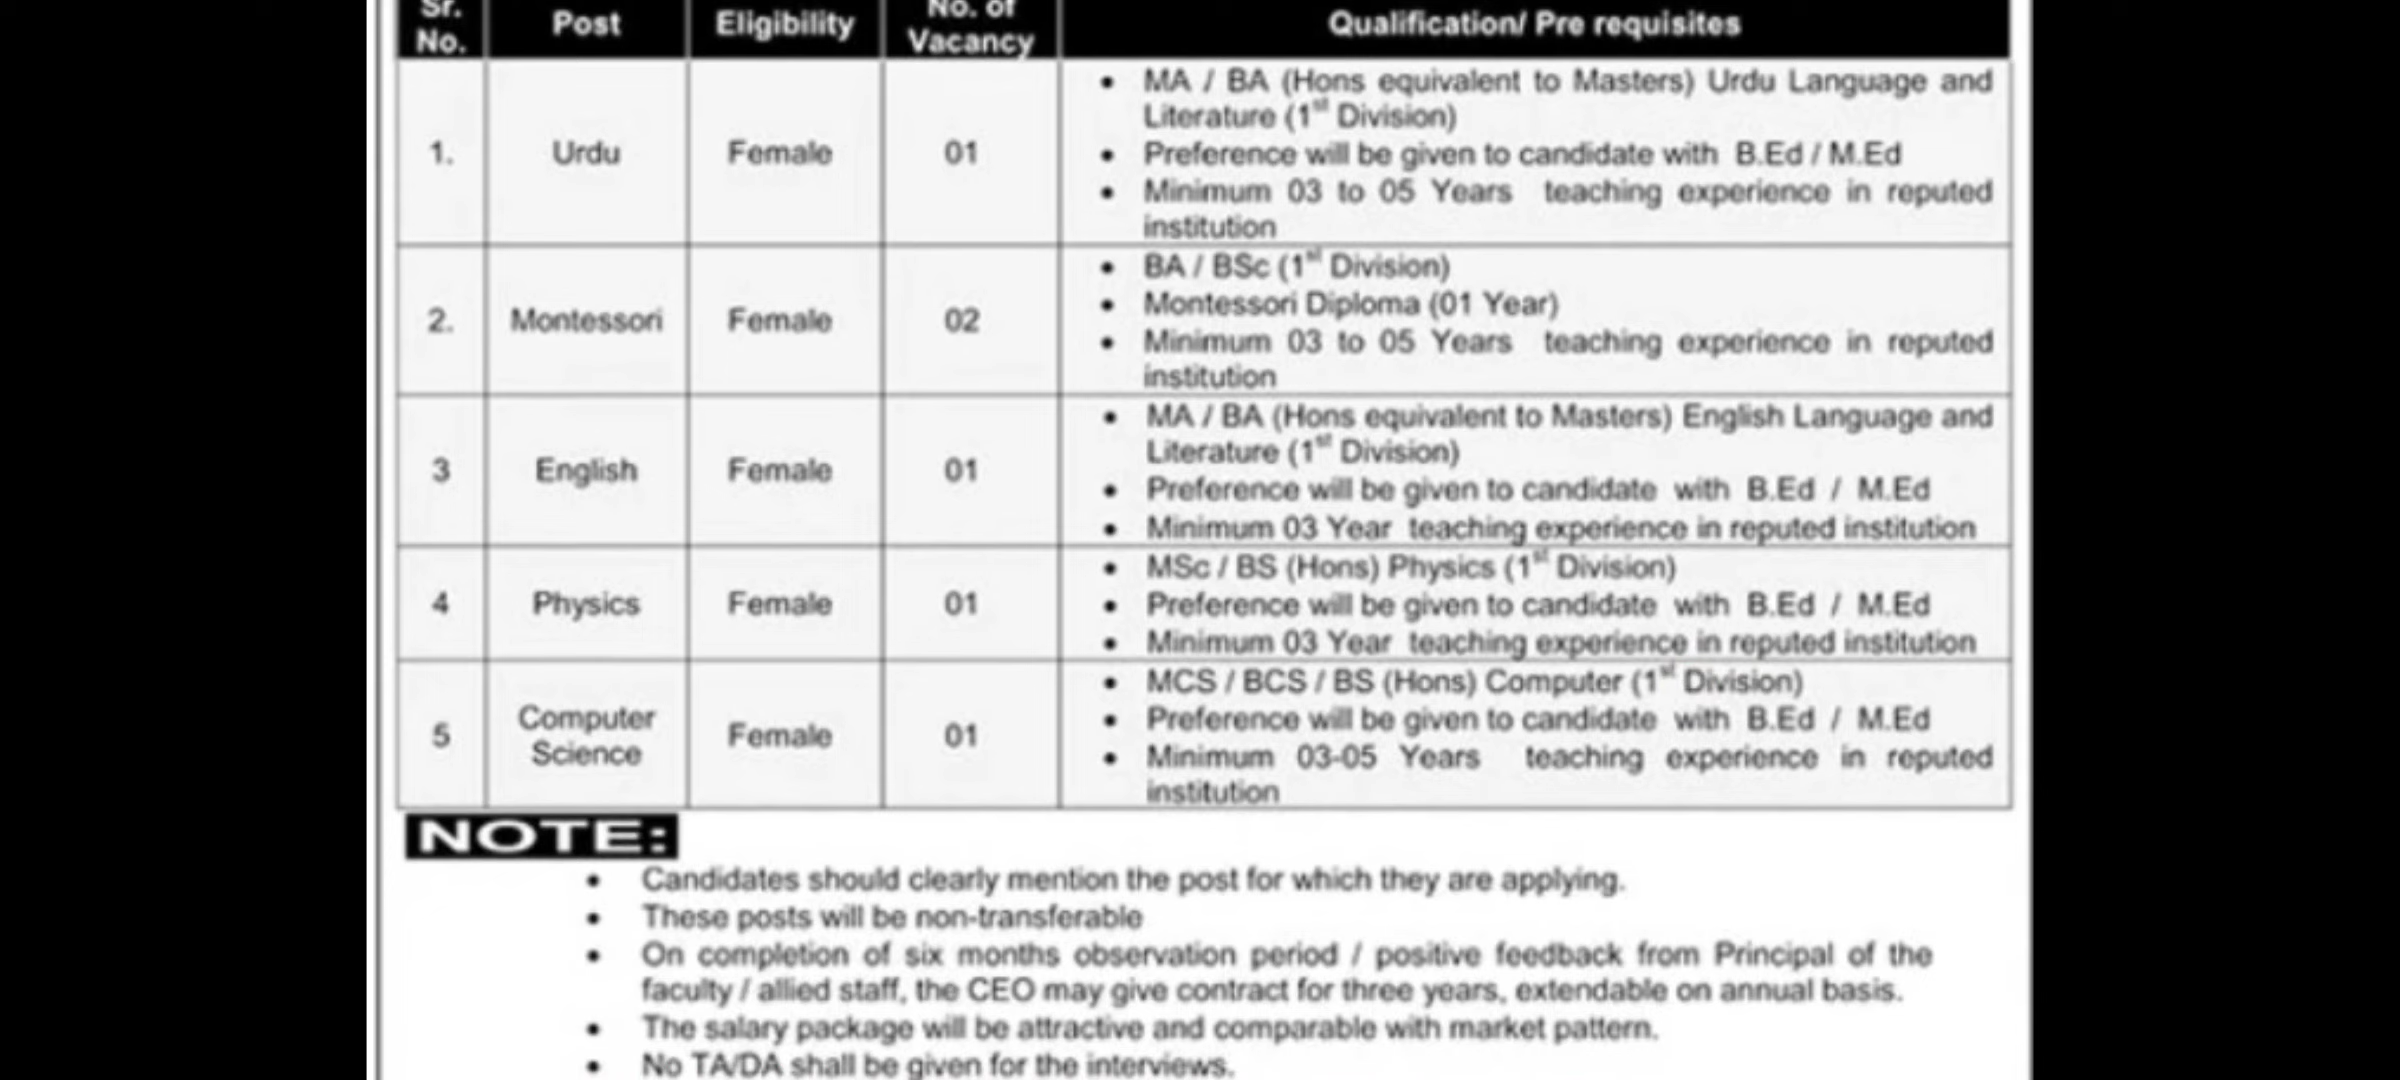 Sr. No. Post Eligibility No. of Vacancy Qualification/ Pre requisites
1. Urdu Female 01
• MA / BA (Hons equivalent to Masters) Urdu Language and
Literature (1st Division)
• Preference will be given to candidate with B.Ed / M.Ed
• Minimum 03 to 05 Years teaching experience in reputed
institution
2. Montessori Female 02
• BA / BSc (1st Division)
• Montessori Diploma (01 Year)
• Minimum 03 to 05 Years teaching experience in reputed
institution
3 English Female 01
• MA / BA (Hons equivalent to Masters) English Language and
Literature (1st Division)
• Preference will be given to candidate with B.Ed / M.Ed
• Minimum 03 Year teaching experience in reputed institution
4 Physics Female 01
• MSc / BS (Hons) Physics (1st Division)
• Preference will be given to candidate with B.Ed / M.Ed
• Minimum 03 Year teaching experience in reputed institution
5 Computer Science Female 01
• MCS / BCS / BS (Hons) Computer (1st Division)
• Preference will be given to candidate with B.Ed / M.Ed
• Minimum 03-05 Years teaching experience in reputed
institution
NOTE:
• Candidates should clearly mention the post for which they are applying.
• These posts will be non-transferable
• On completion of six months observation period / positive feedback from Principal of the
faculty / allied staff, the CEO may give contract for three years, extendable on annual basis.
• The salary package will be attractive and comparable with market pattern.
• No TA/DA shall be given for the interviews.